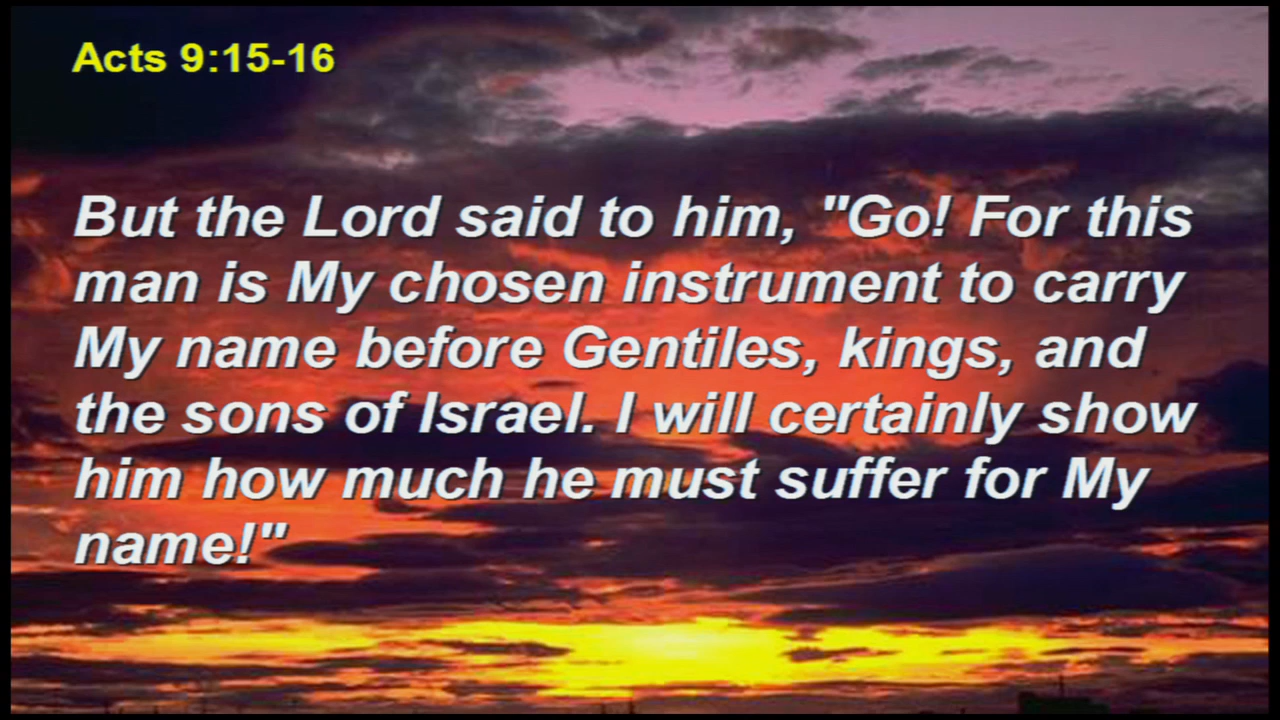 Acts 9:15-16
But the Lord said to him, "Go! For this
man is My chosen instrument to carry
My name before Gentiles, kings, and
the sons of Israel. I will certainly show
him how much he must suffer for My
name!"